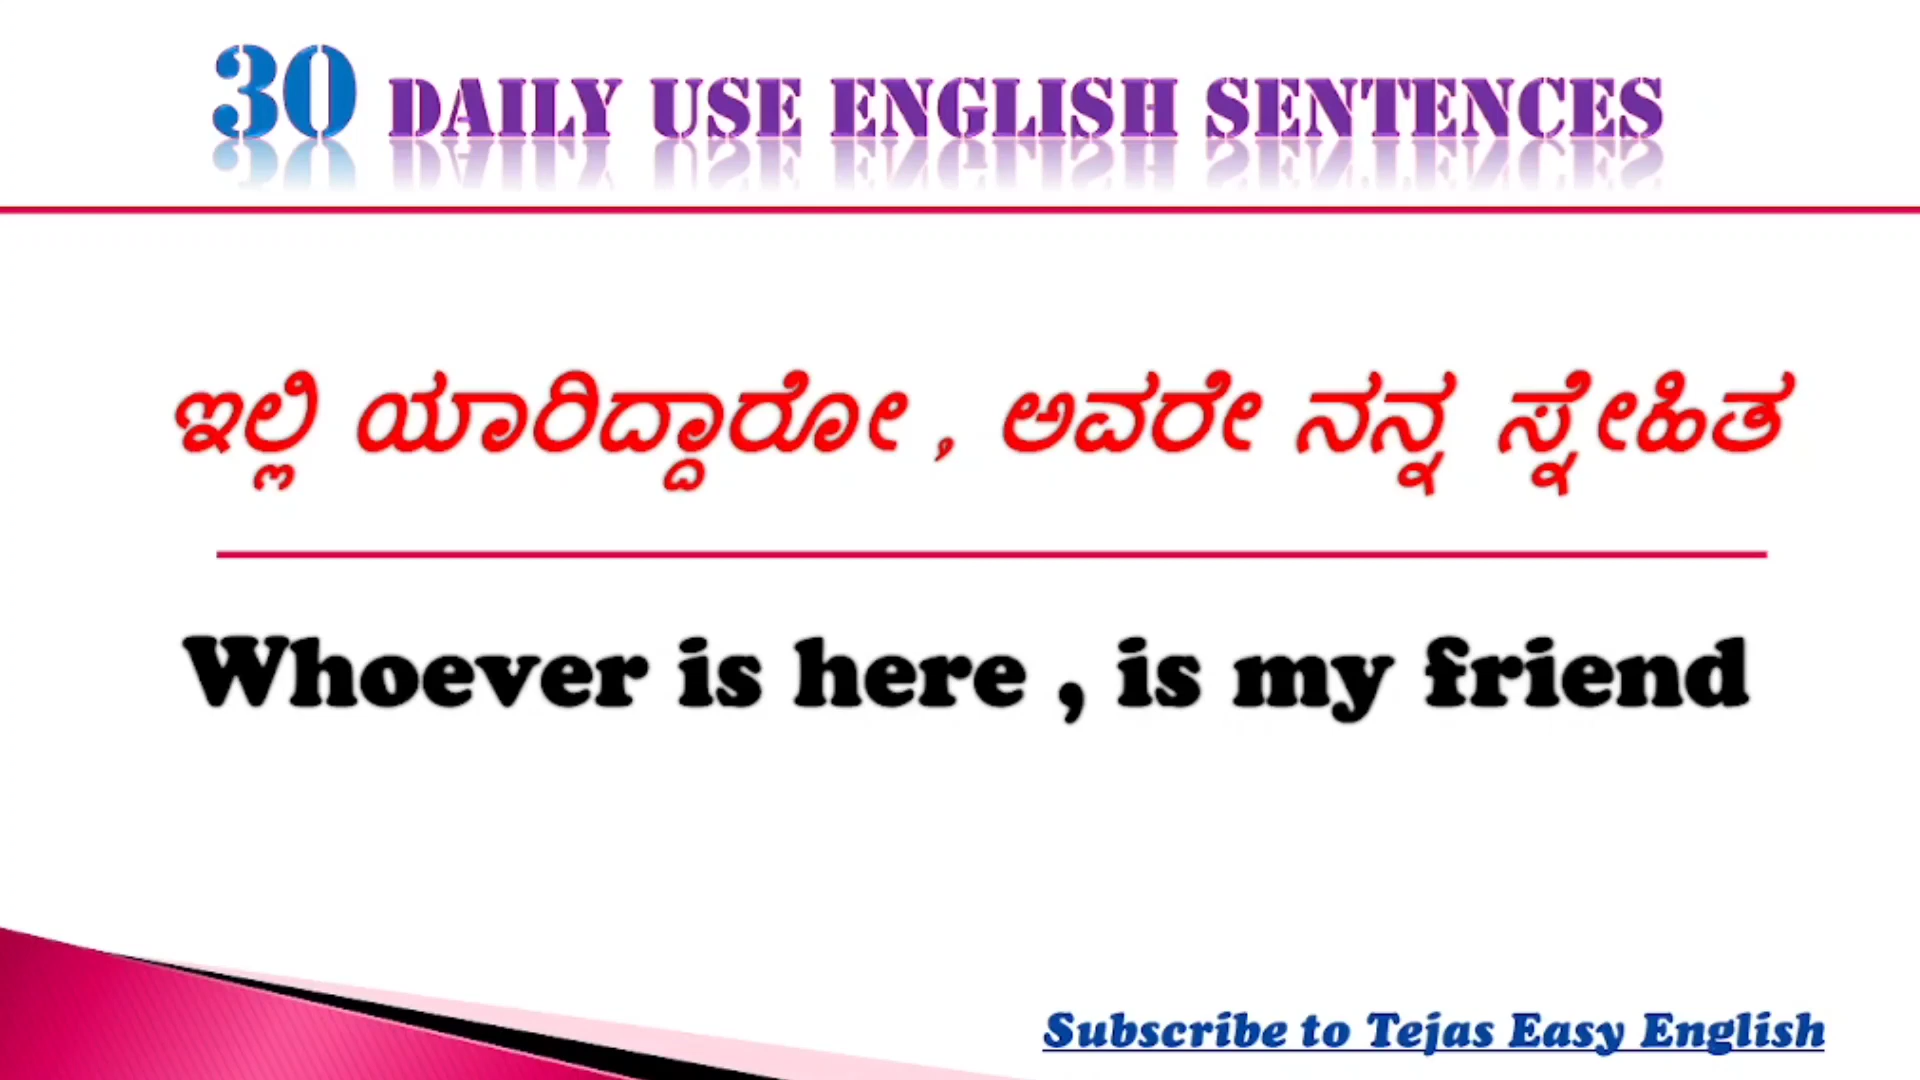 30 DAILY USE ENGLISH SENTENCES
ಇಲ್ಲಿ ಯಾರಿದ್ದಾರೋ , ಅವರೇ ನನ್ನ ಸ್ನೇಹಿತ
Whoever is here , is my friend
Subscribe to Tejas Easy English